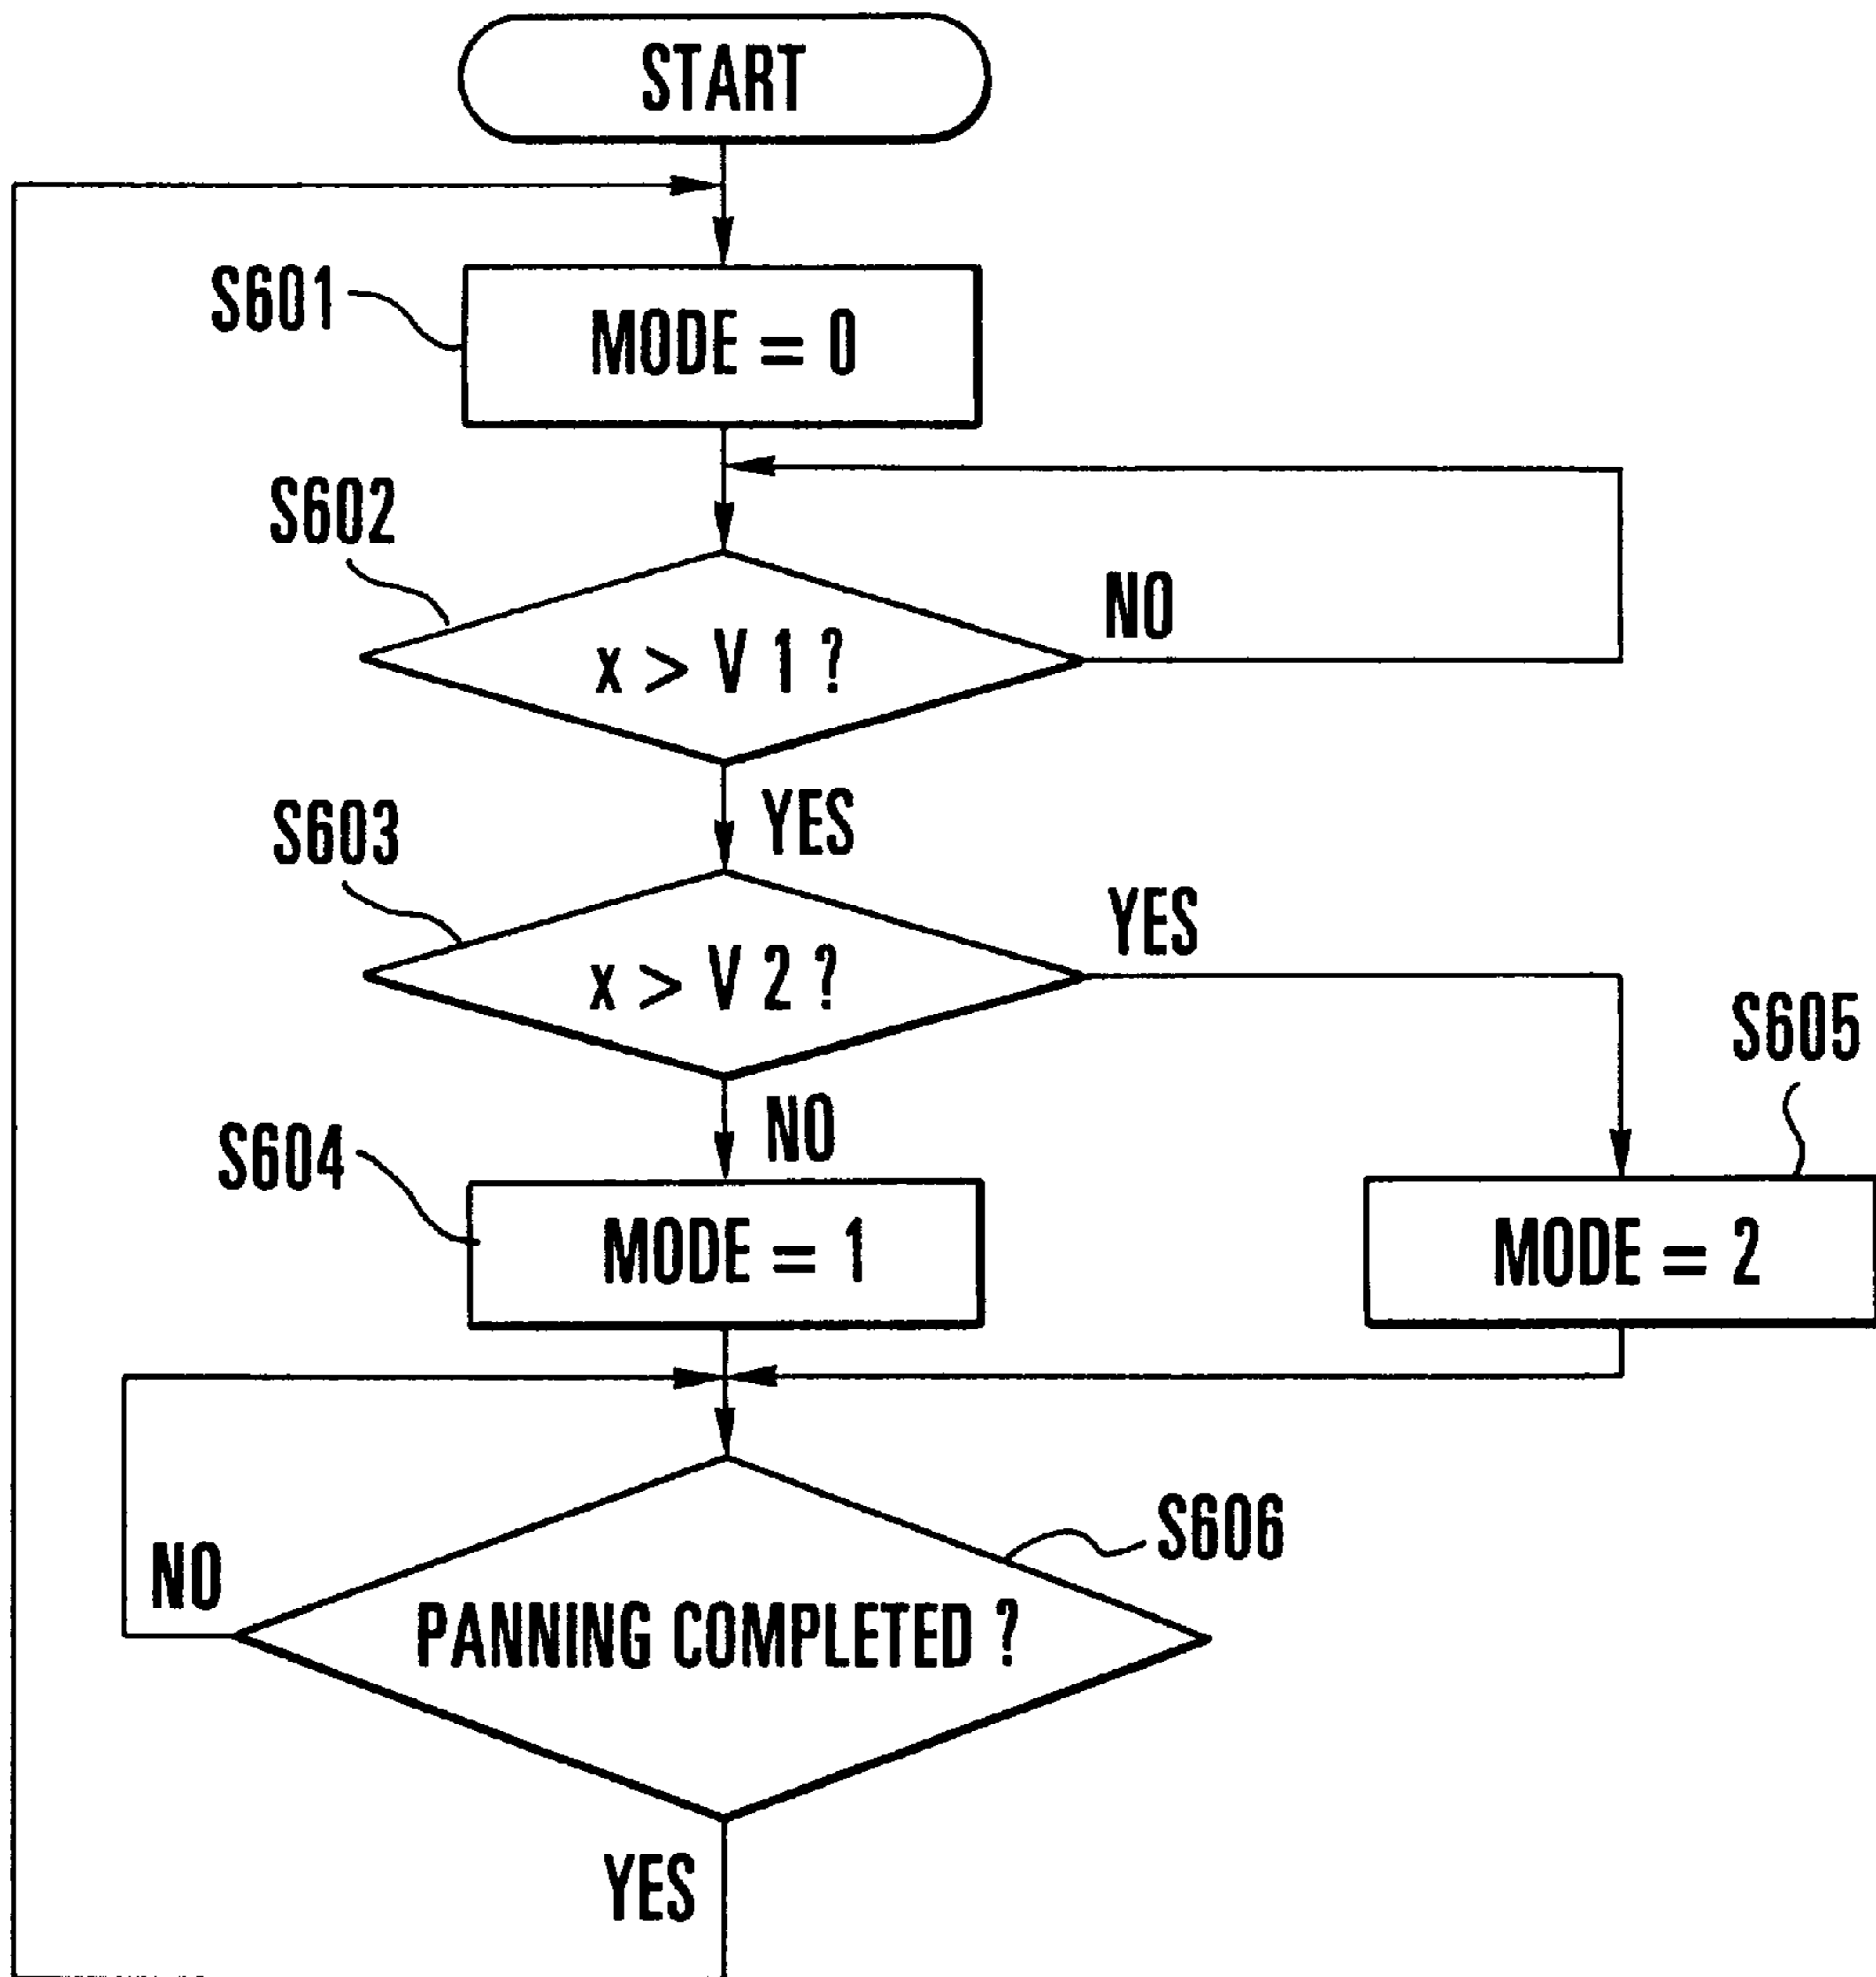 START
S601
MODE = 0
S602
x > V 1 ?
NO
YES
S603
x > V 2 ?
YES
NO
S604
MODE = 1
S605
MODE = 2
S606
PANNING COMPLETED ?
NO
YES